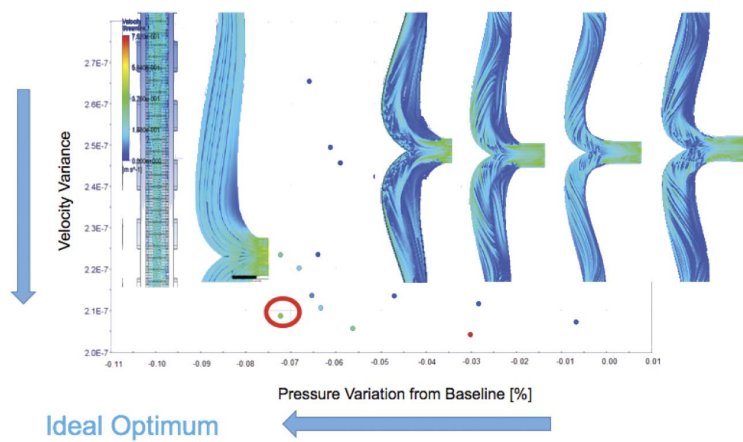 Velocity
[m s^-1]
2.7E-7
2.6E-7
2.5E-7
2.4E-7
2.3E-7
2.2E-7
2.1E-7
2.0E-7
Velocity Variance
-0.11
-0.10
-0.09
-0.08
-0.07
-0.06
-0.05
-0.04
-0.03
-0.02
-0.01
0.00
0.01
Pressure Variation from Baseline [%]
Ideal Optimum